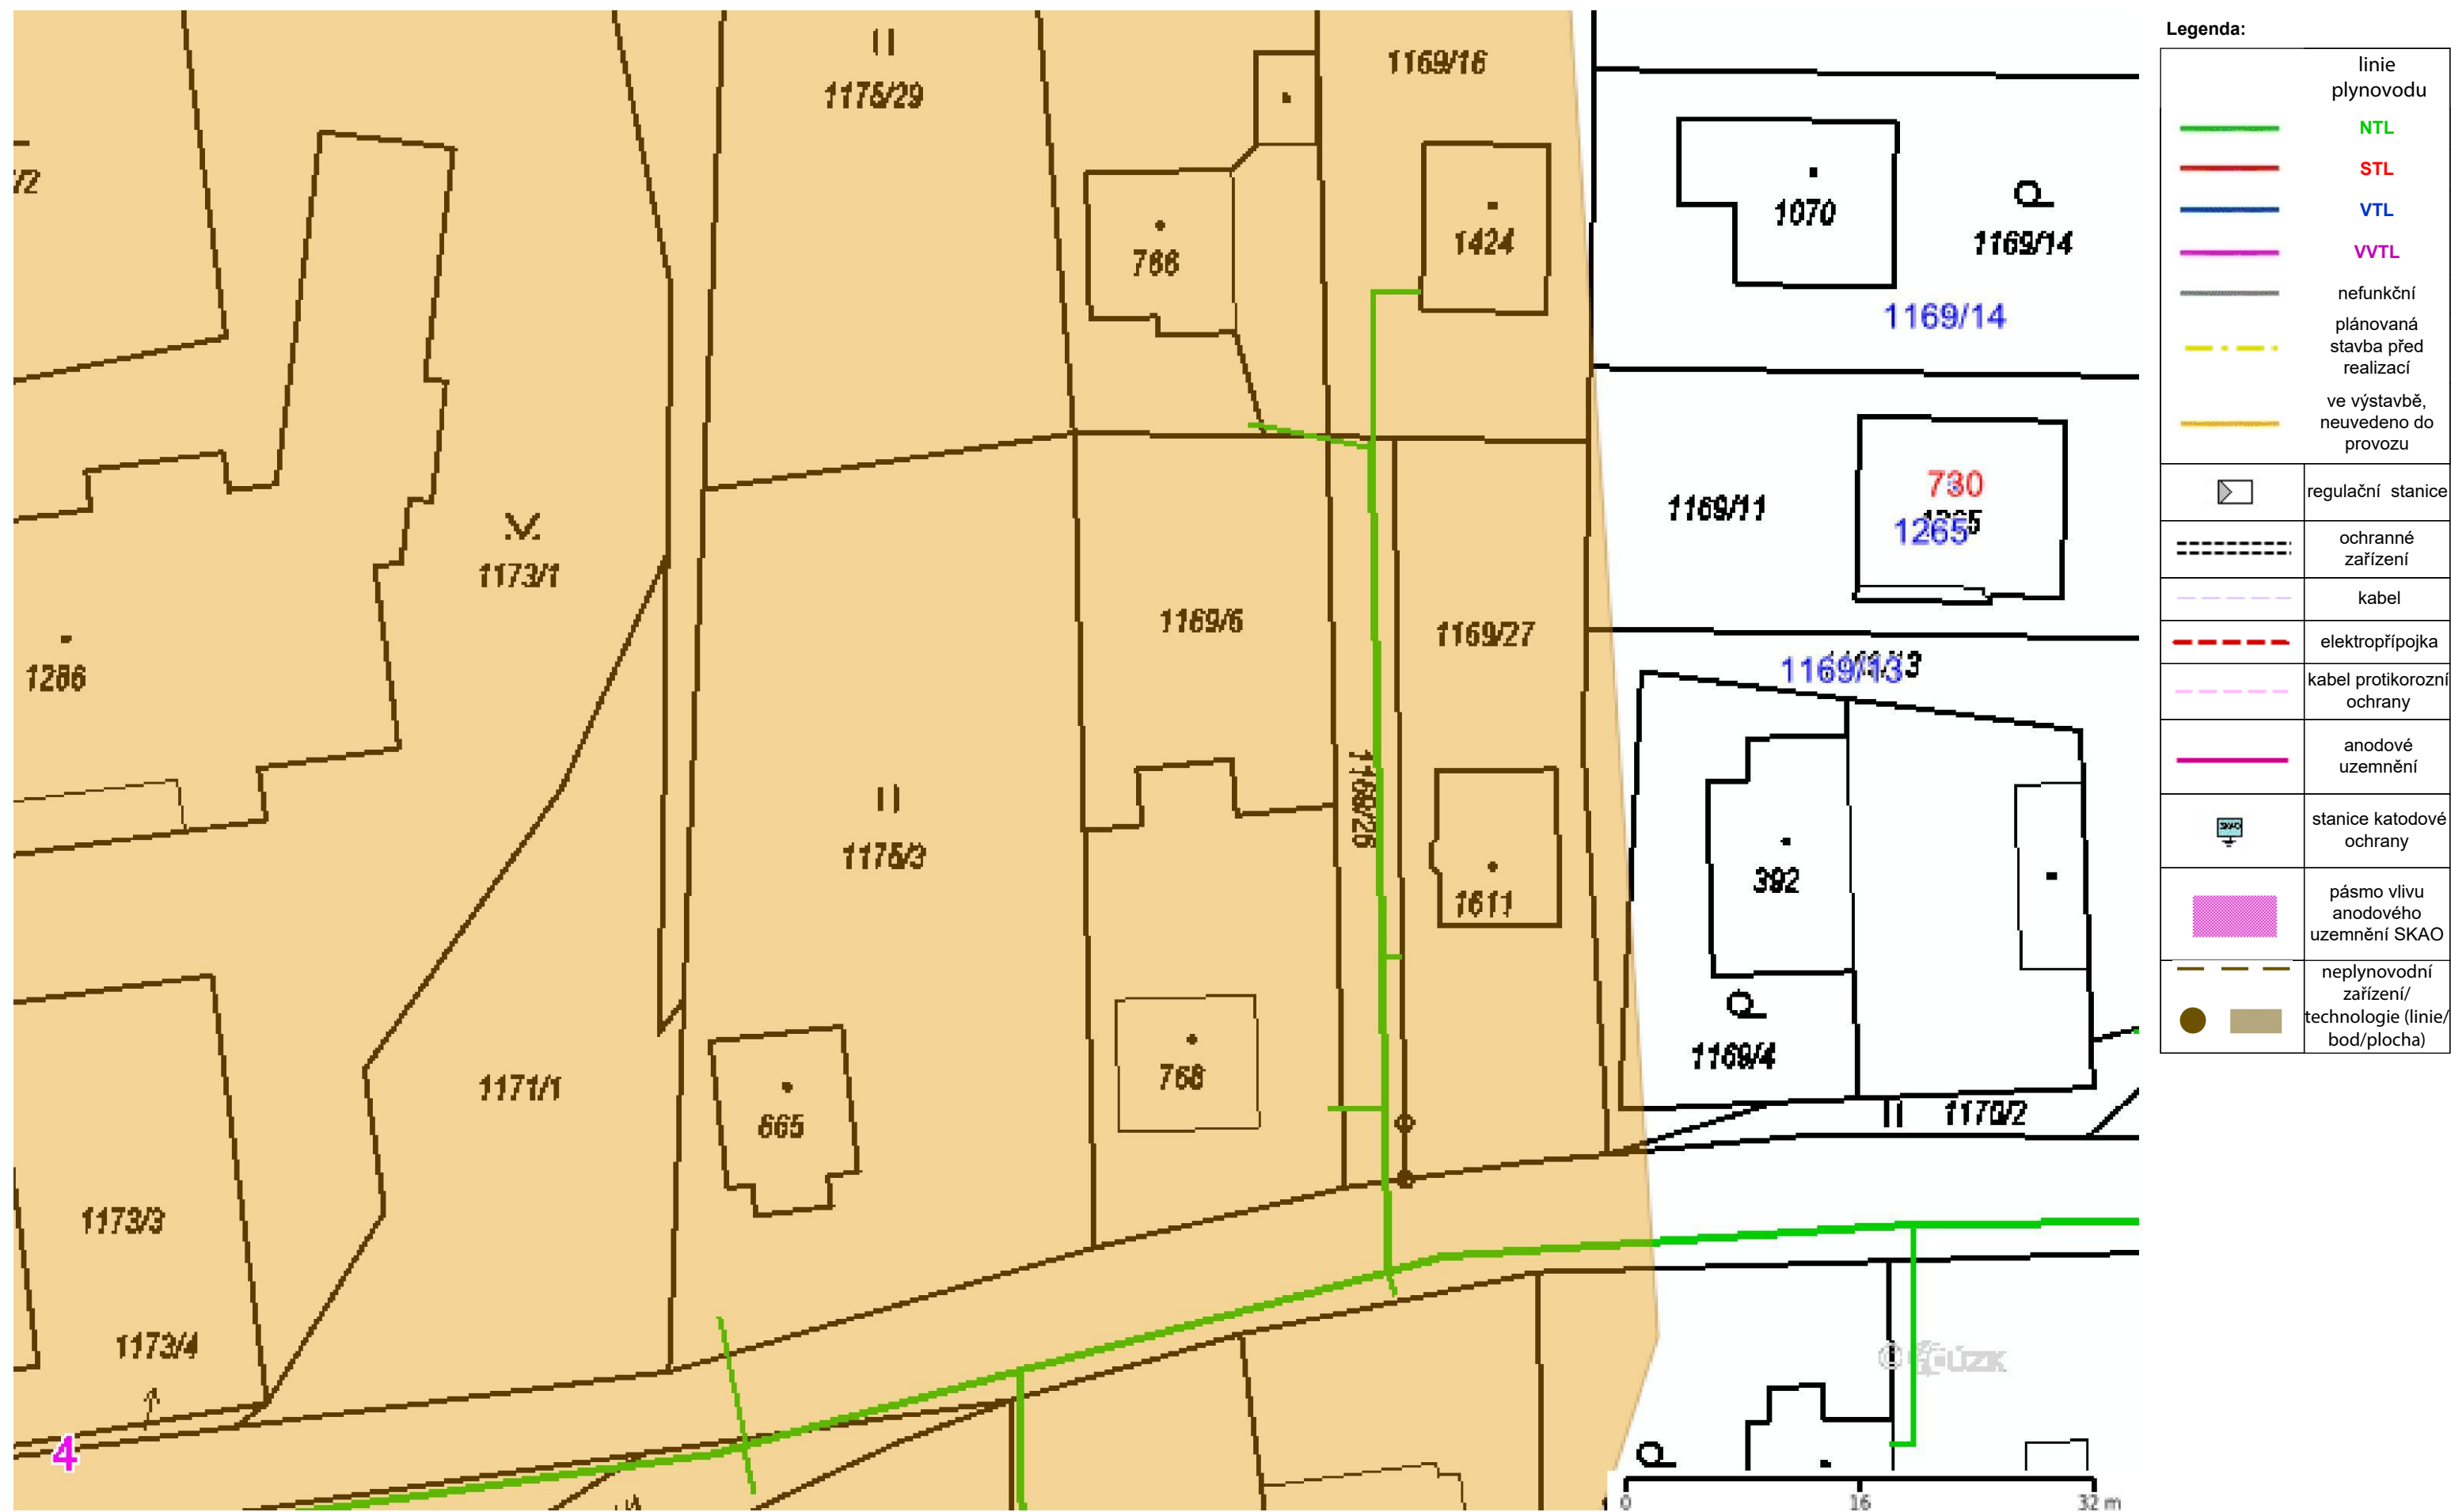 1175/29
1169/16
/2
766
1424
1070
1169/14
1169/14
1173/1
1169/11
730
1265
1286
1169/6
1169/27
1169/13
1169/26
1175/3
1611
392
1171/1
665
768
1169/4
1170/2
1173/3
1173/4
4
0 16 32 m
Legenda:
linie
plynovodu
NTL
STL
VTL
VVTL
nefunkční
plánovaná
stavba před
realizací
ve výstavbě,
neuvedeno do
provozu
regulační stanice
ochranné
zařízení
kabel
elektropřípojka
kabel protikorozní
ochrany
anodové
uzemnění
SKAO
stanice katodové
ochrany
pásmo vlivu
anodového
uzemnění SKAO
neplynovodní
zařízení/
technologie (linie/
bod/plocha)